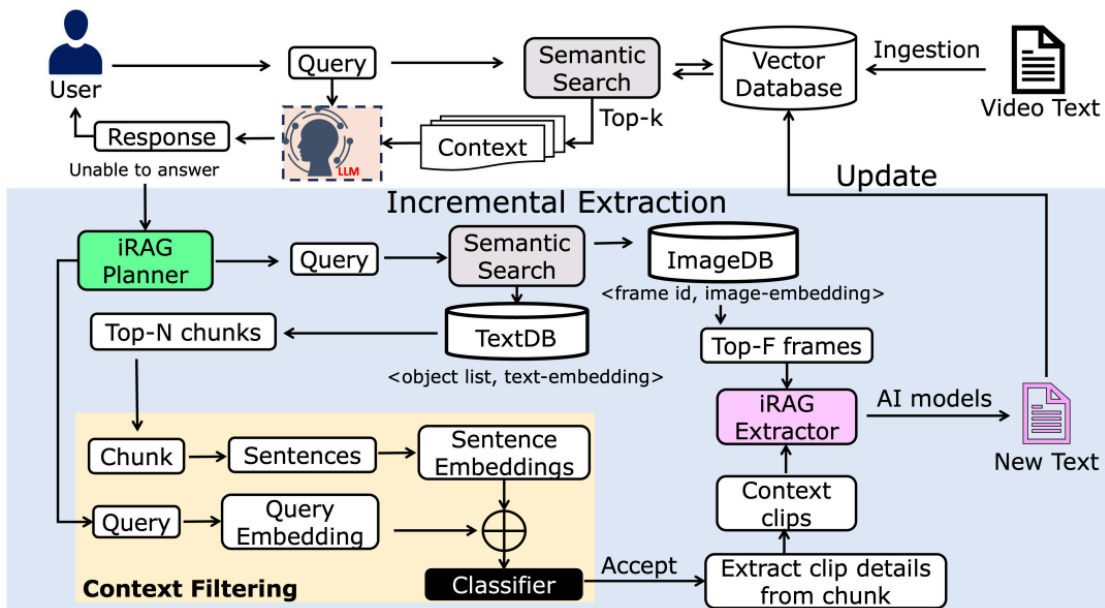 User
Query
Semantic
Search
Vector
Database
Ingestion
Video Text
Top-k
Response
LLM
Context
Unable to answer
Update
Incremental Extraction
iRAG
Planner
Query
Semantic
Search
ImageDB
<frame id, image-embedding>
Top-N chunks
TextDB
<object list, text-embedding>
Top-F frames
iRAG
Extractor
AI models
New Text
Chunk
Sentences
Sentence
Embeddings
Query
Query
Embedding
Context
clips
Context Filtering
Classifier
Accept
Extract clip details
from chunk